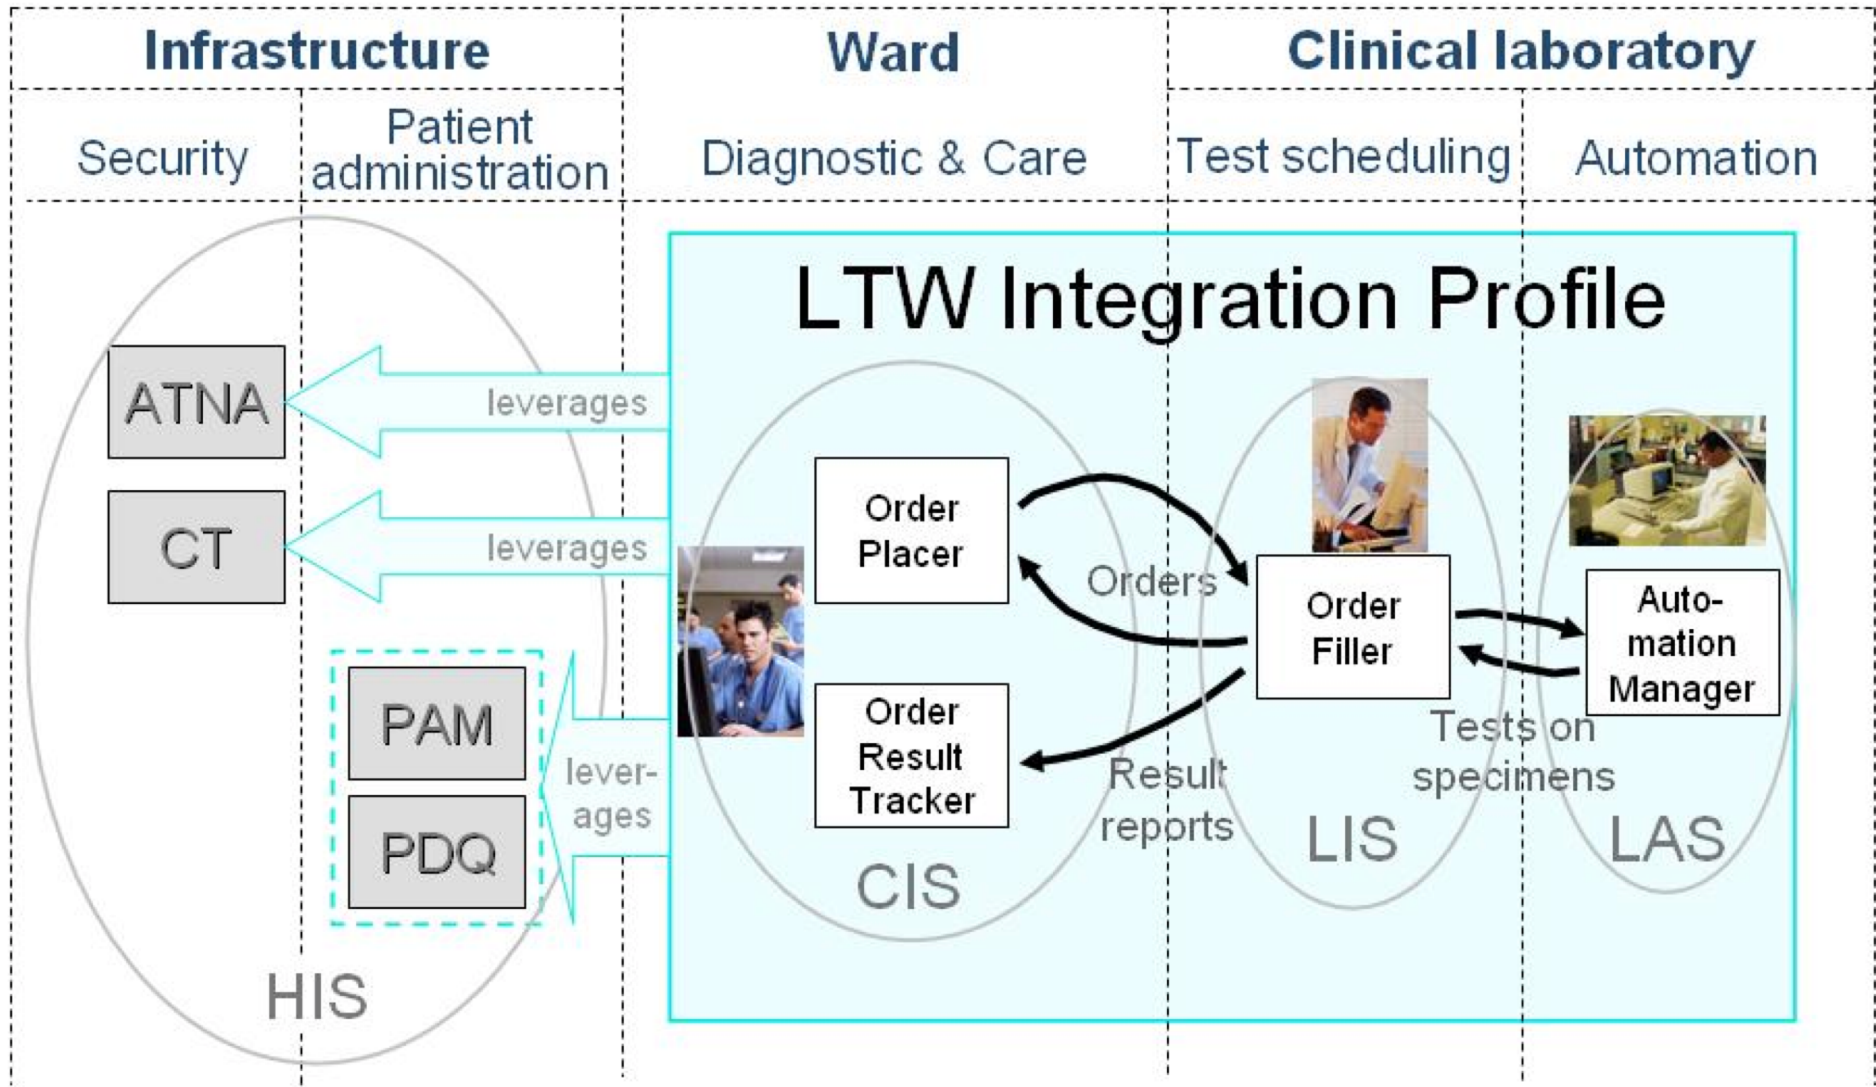 Infrastructure
Ward
Clinical laboratory
Security
Patient
administration
Diagnostic & Care
Test scheduling
Automation
LTW Integration Profile
ATNA
leverages
CT
leverages
PAM
PDQ
lever-
ages
HIS
Order
Placer
Orders
Order
Filler
Auto-
mation
Manager
Order
Result
Tracker
Result
reports
Tests on
specimens
CIS
LIS
LAS